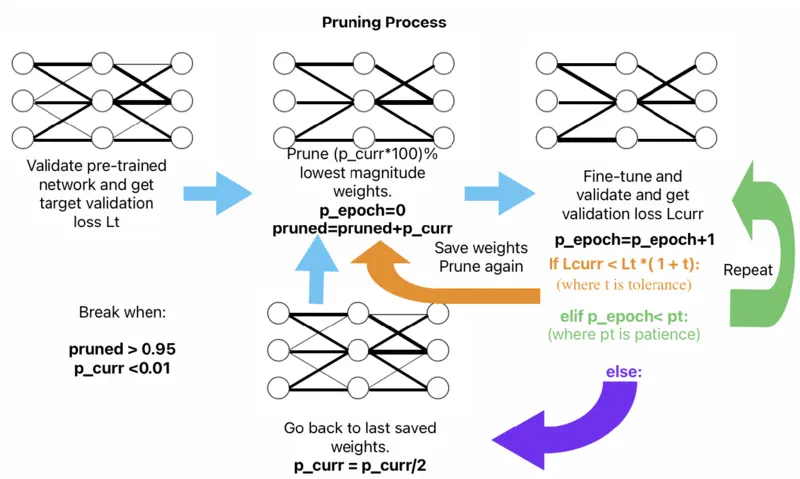 Pruning Process
Validate pre-trained
network and get
target validation
loss Lt
Prune (p_curr*100)%
lowest magnitude
weights.
p_epoch=0
pruned=pruned+p_curr
Fine-tune and
validate and get
validation loss Lcurr
p_epoch=p_epoch+1
If Lcurr < Lt *( 1 + t):
(where t is tolerance)
Save weights
Prune again
Repeat
elif p_epoch< pt:
(where pt is patience)
else:
Break when:
pruned > 0.95
p_curr <0.01
Go back to last saved
weights.
p_curr = p_curr/2